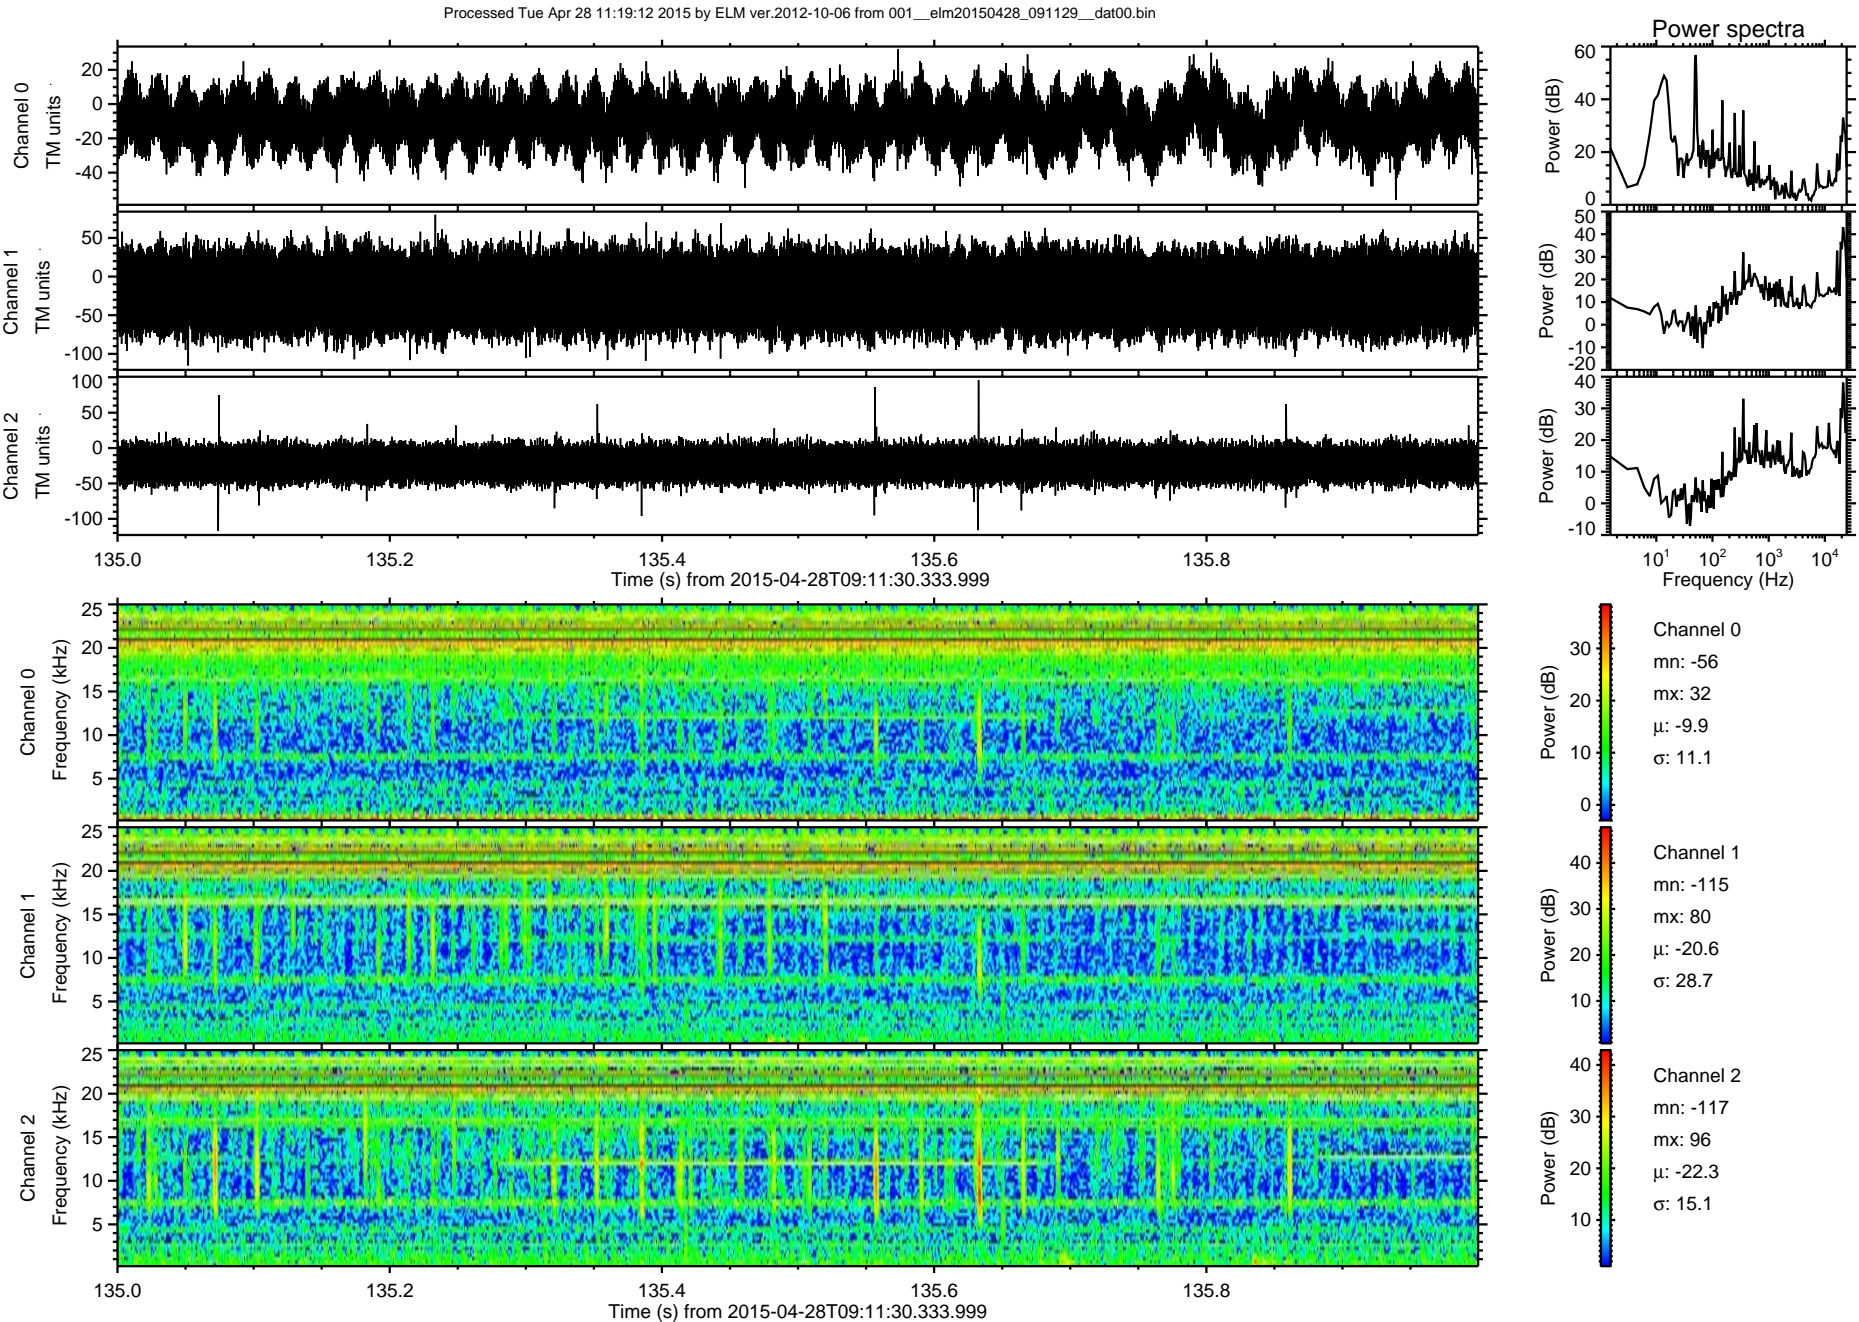 Processed Tue Apr 28 11:19:12 2015 by ELM ver.2012-10-06 from 001__elm20150428_091129__dat00.bin
Power spectra
Channel 0
TM units
20
0
-20
-40
Power (dB)
60
40
20
0
Channel 1
TM units
50
0
-50
-100
Power (dB)
50
40
30
20
10
0
-10
-20
Channel 2
TM units
100
50
0
-50
-100
Power (dB)
40
30
20
10
0
-10
135.0
135.2
135.4
135.6
135.8
Time (s) from 2015-04-28T09:11:30.333.999
10^1
10^2
10^3
10^4
Frequency (Hz)
Channel 0
Frequency (kHz)
25
20
15
10
5
Power (dB)
30
20
10
0
Channel 0
mn: -56
mx: 32
μ: -9.9
σ: 11.1
Channel 1
Frequency (kHz)
25
20
15
10
5
Power (dB)
40
30
20
10
Channel 1
mn: -115
mx: 80
μ: -20.6
σ: 28.7
Channel 2
Frequency (kHz)
25
20
15
10
5
Power (dB)
40
30
20
10
Channel 2
mn: -117
mx: 96
μ: -22.3
σ: 15.1
135.0
135.2
135.4
135.6
135.8
Time (s) from 2015-04-28T09:11:30.333.999